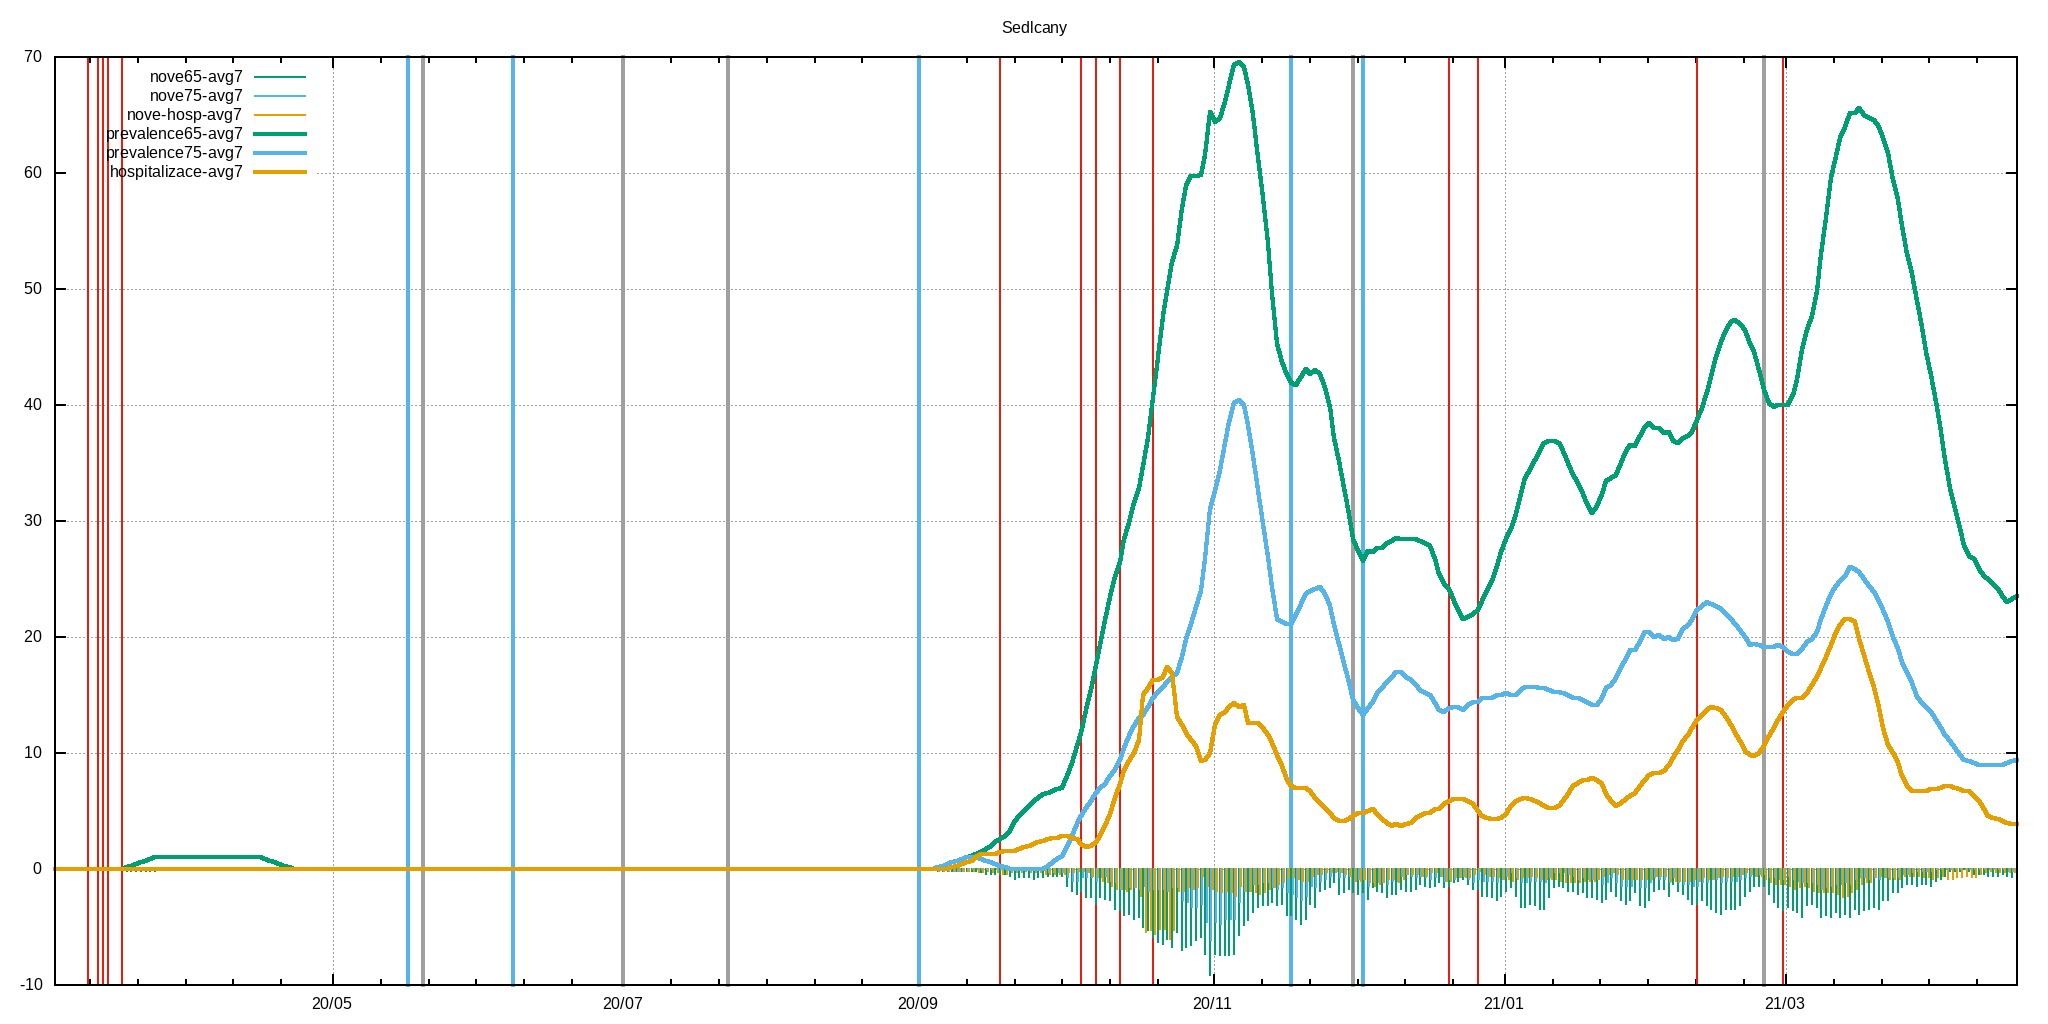 Sedlcany
70
60
50
40
30
20
10
0
-10
nove65-avg7
nove75-avg7
nove-hosp-avg7
prevalence65-avg7
prevalence75-avg7
hospitalizace-avg7
20/05 20/07 20/09 20/11 21/01 21/03